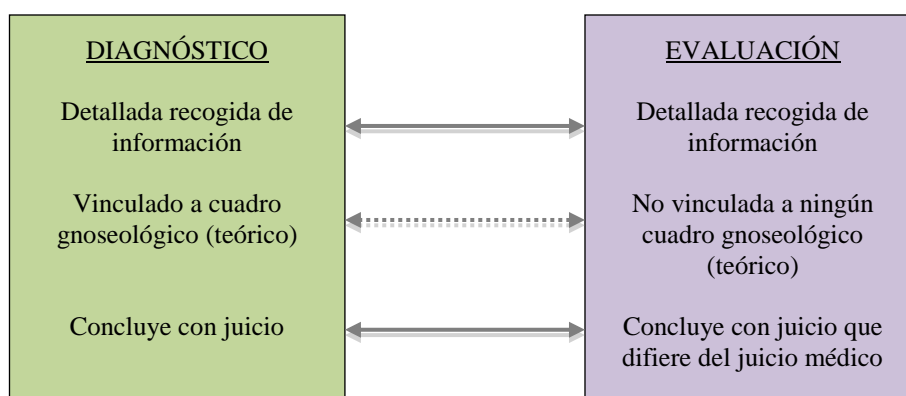 DIAGNÓSTICO
Detallada recogida de
información
Vinculado a cuadro
gnoseológico (teórico)
Concluye con juicio
EVALUACIÓN
Detallada recogida de
información
No vinculada a ningún
cuadro gnoseológico
(teórico)
Concluye con juicio que
difiere del juicio médico